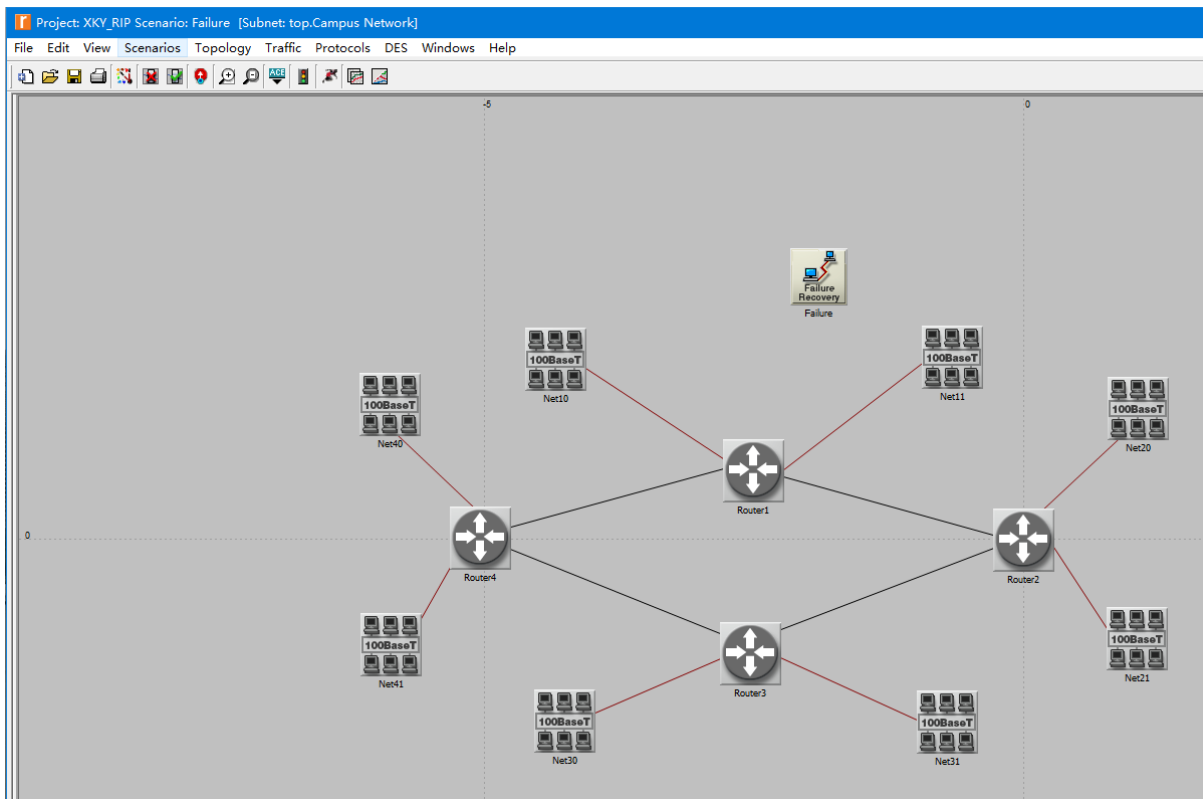 Project: XKY_RIP Scenario: Failure [Subnet: top.Campus Network]
File Edit View Scenarios Topology Traffic Protocols DES Windows Help
ACE
-5
0
Failure
Recovery
Failure
100BaseT
Net10
100BaseT
Net11
100BaseT
Net40
100BaseT
Net20
Router1
0
Router4
Router2
100BaseT
Net41
100BaseT
Net21
Router3
100BaseT
Net30
100BaseT
Net31